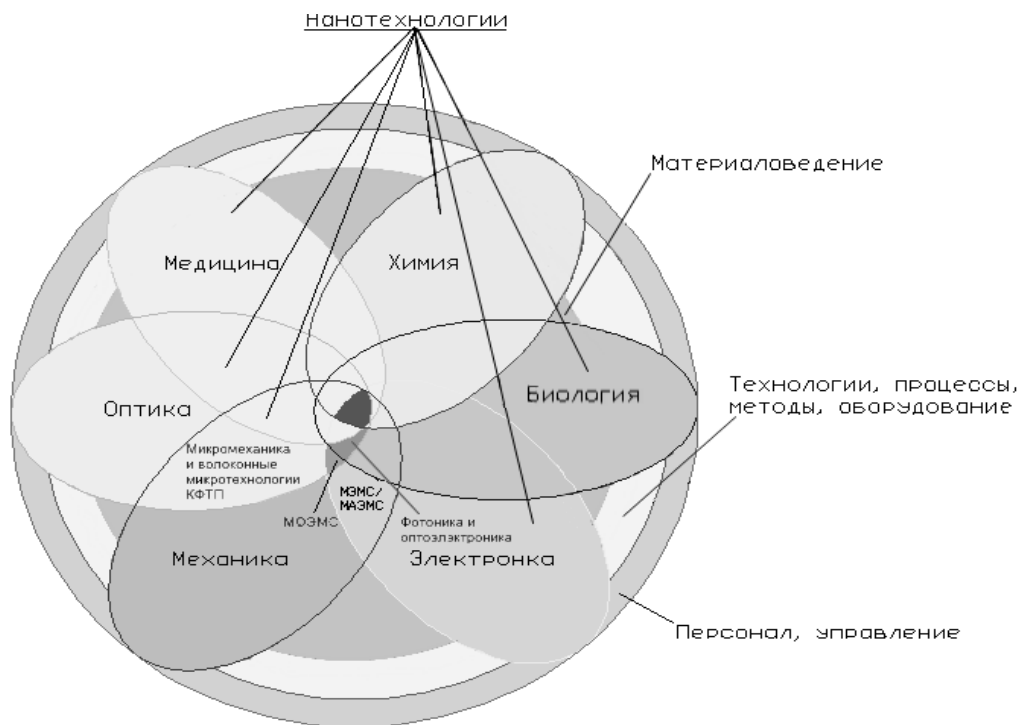 Нанотехнологии
Материаловедение
Медицина
Химия
Технологии, процессы,
методы, оборудование
Оптика
Биология
Микромеханика
и волоконные
микротехнологии
КФТП
МЭМС/
МАЭМС
МОЭМС
Фотоника и
оптоэлектроника
Механика
Электронка
Персонал, управление